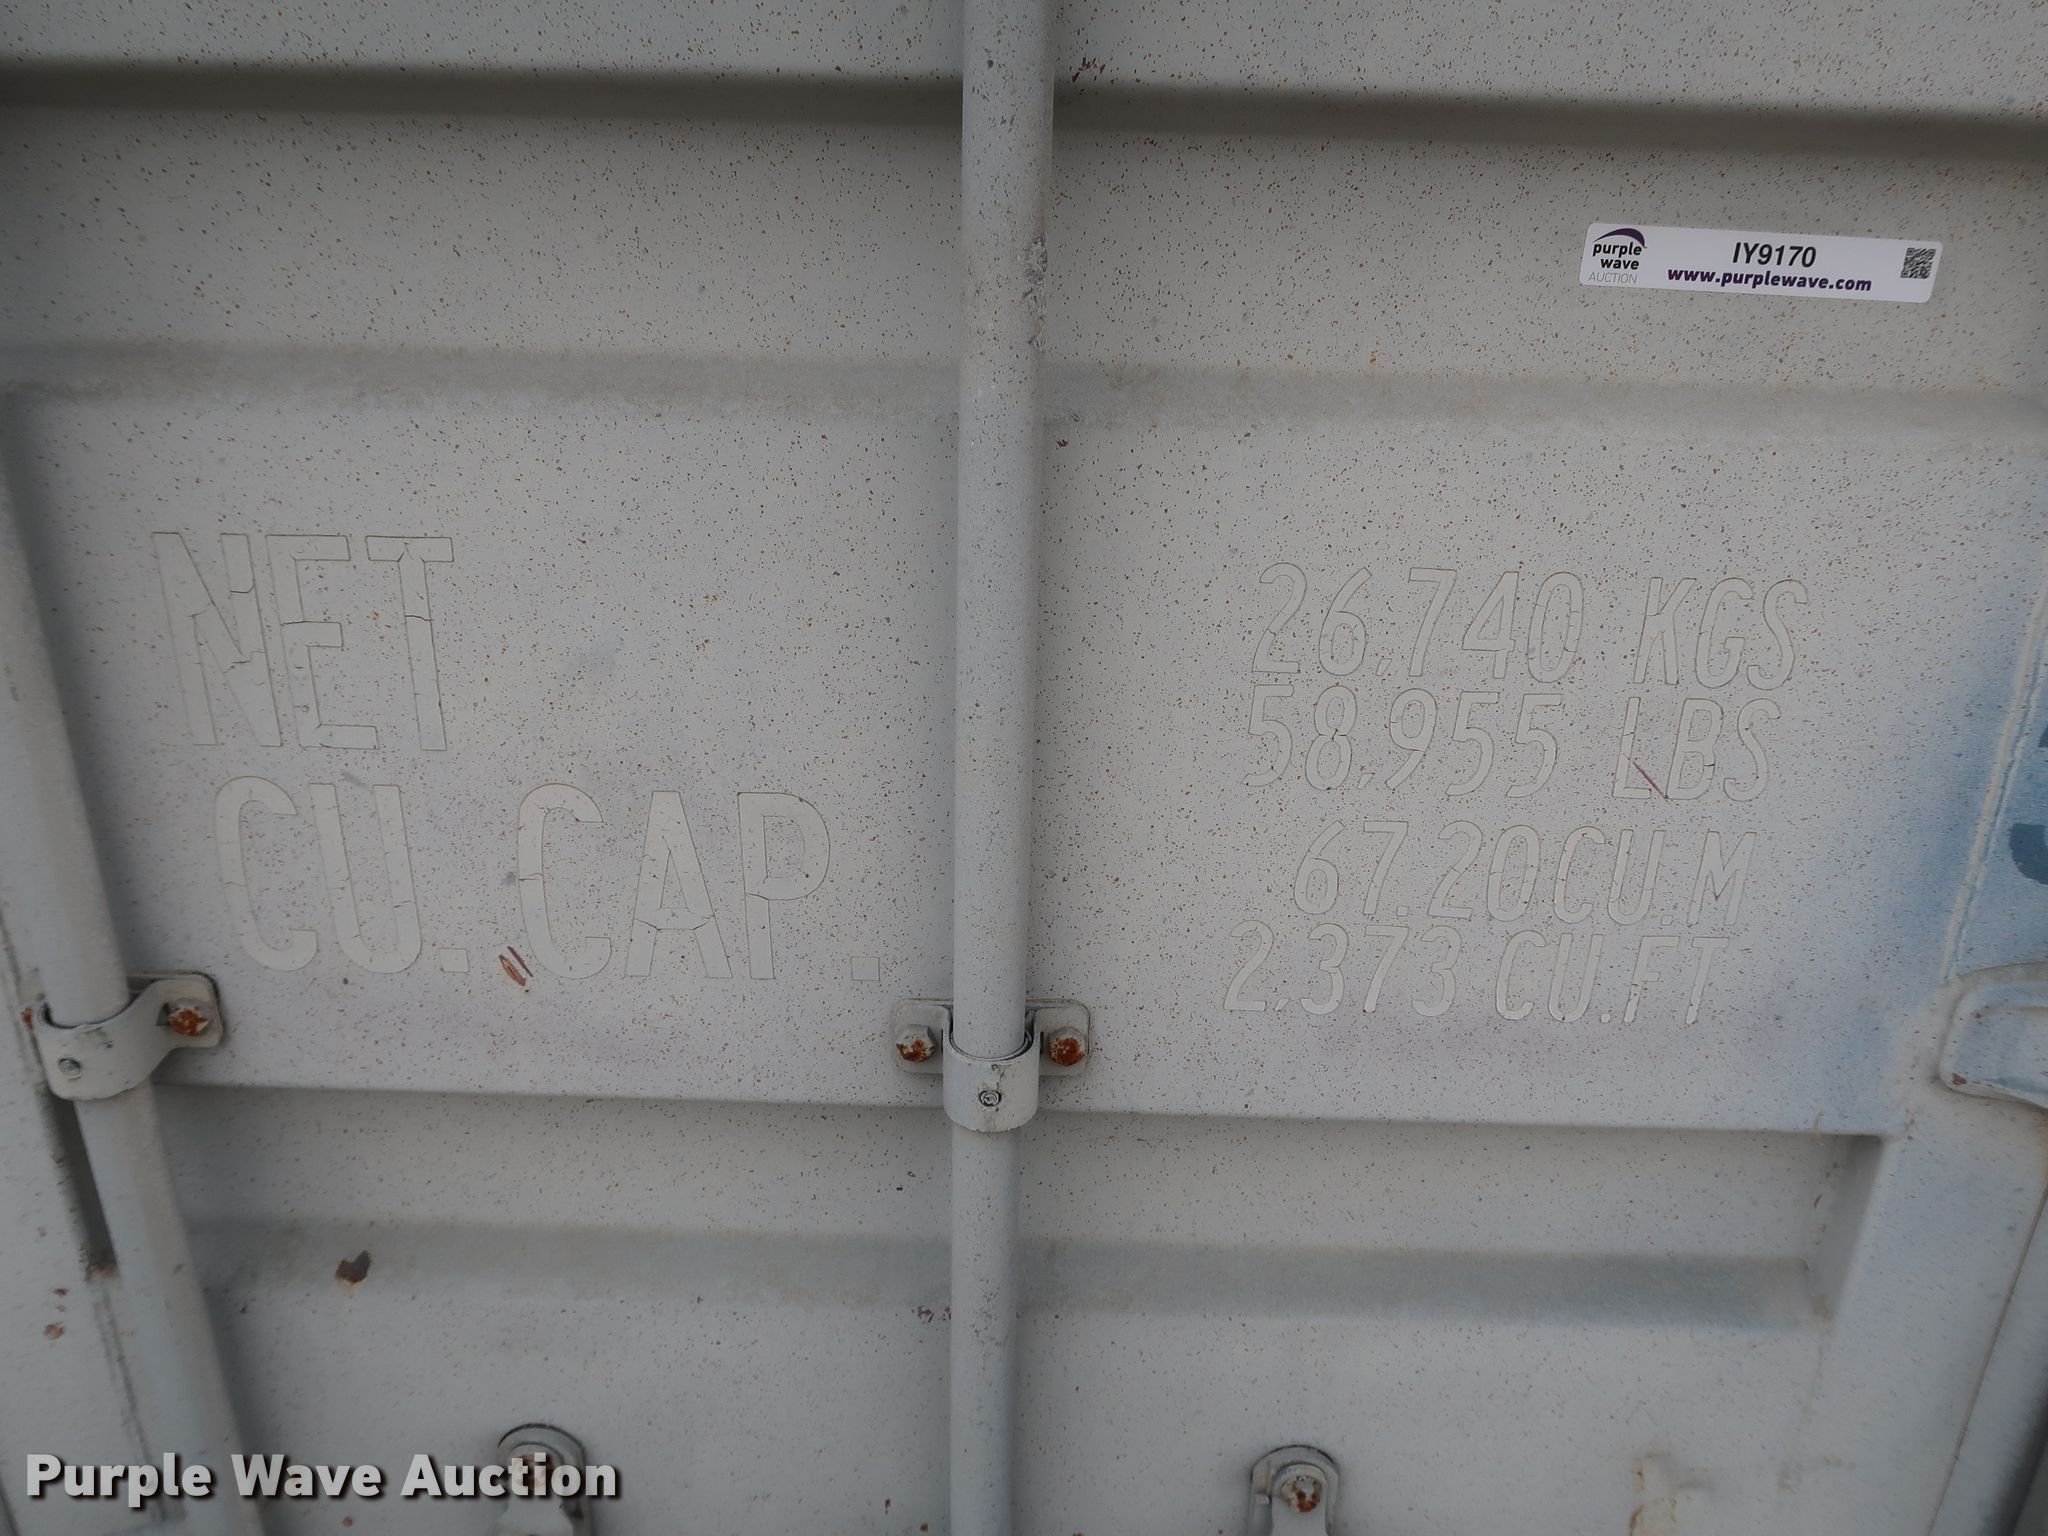 purple
wave
AUCTION
IY9170
www.purplewave.com
NET
26,740 KGS
58,955 LBS
CU.CAP.
67.20CU.M
2,373 CU.FT
Purple Wave Auction